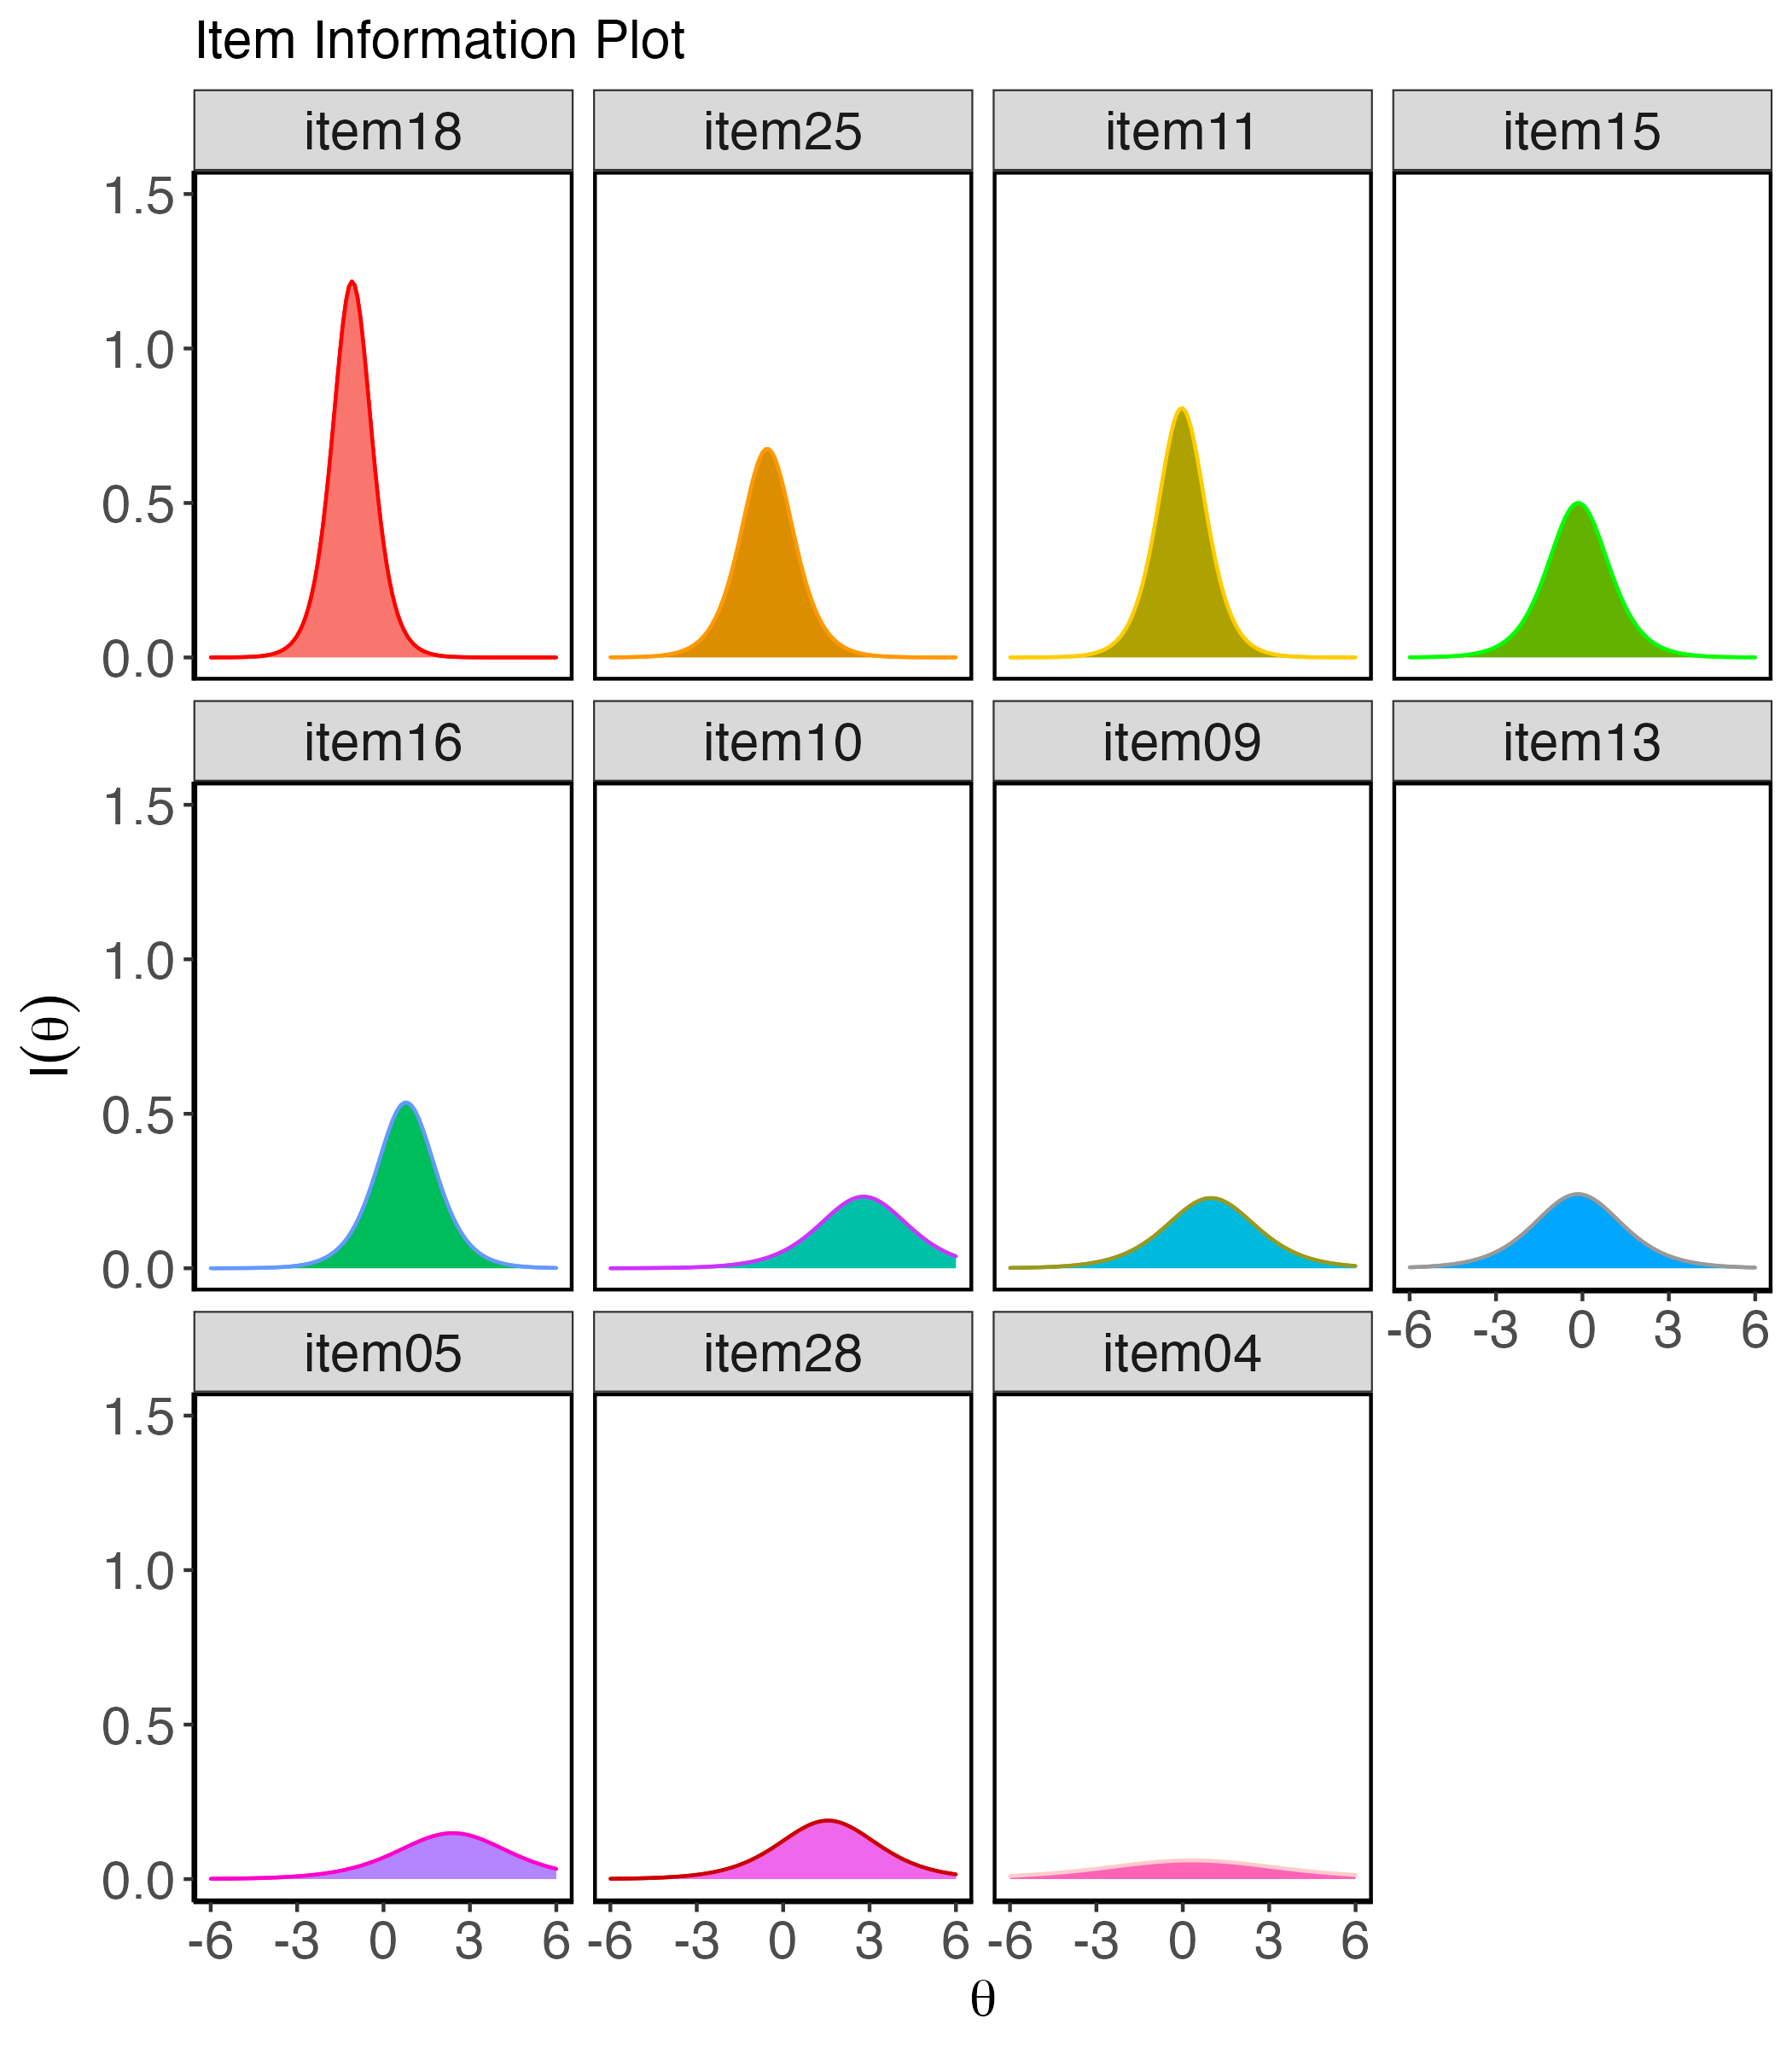 Item Information Plot
item18 item25 item11 item15
1.5
1.0
0.5
0.0
item16 item10 item09 item13
1.5
1.0
0.5
0.0
-6 -3 0 3 6
item05 item28 item04
1.5
1.0
0.5
0.0
-6 -3 0 3 6 -6 -3 0 3 6 -6 -3 0 3 6
θ
I(θ)